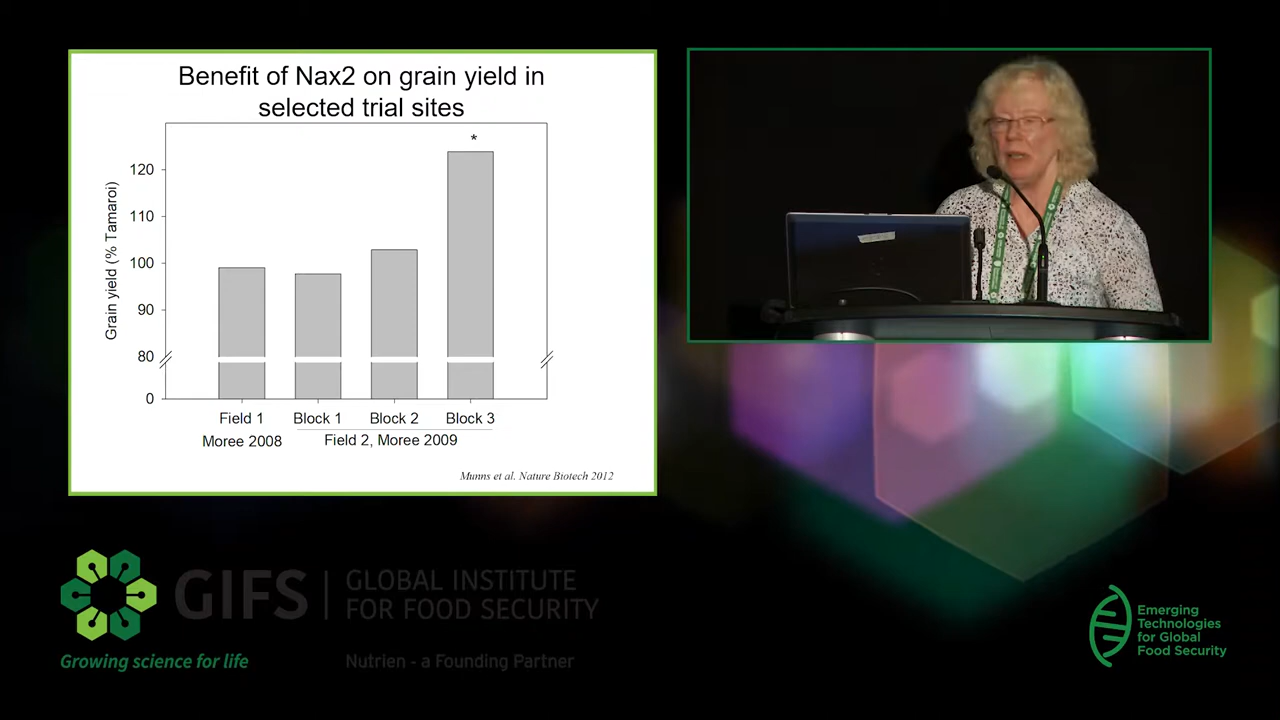 Benefit of Nax2 on grain yield in
selected trial sites
*
Grain yield (% Tamaroi)
120
110
100
90
80
0
Field 1
Block 1
Block 2
Block 3
Moree 2008
Field 2, Moree 2009
Munns et al. Nature Biotech 2012
GIFS
GLOBAL INSTITUTE
FOR FOOD SECURITY
Growing science for life
Nutrien - a Founding Partner
Emerging
Technologies
for Global
Food Security